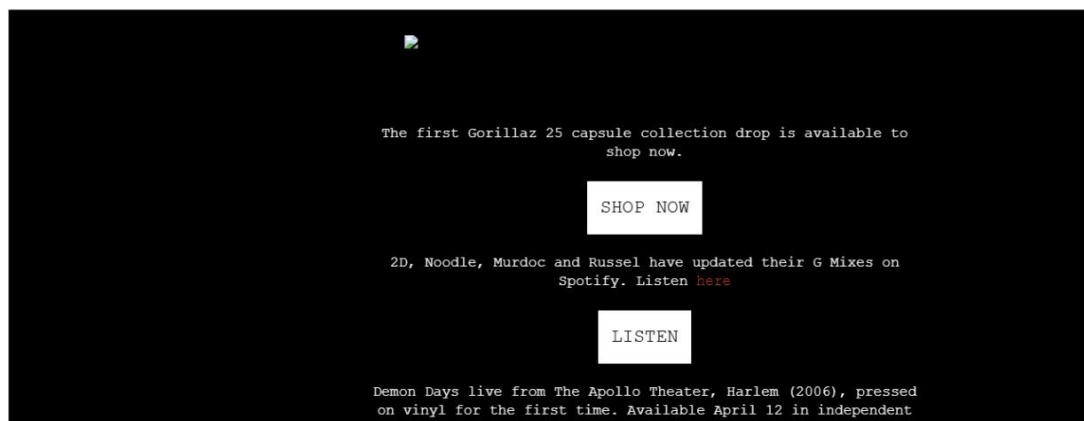 The first Gorillaz 25 capsule collection drop is available to
shop now.
SHOP NOW
2D, Noodle, Murdoc and Russel have updated their G Mixes on
Spotify. Listen here
LISTEN
Demon Days live from The Apollo Theater, Harlem (2006), pressed
on vinyl for the first time. Available April 12 in independent